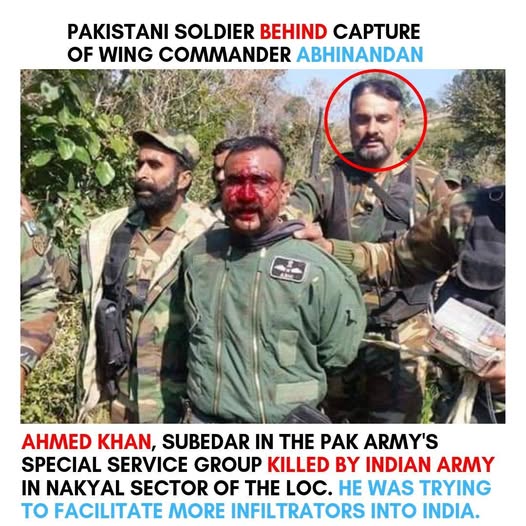 PAKISTANI SOLDIER BEHIND CAPTURE
OF WING COMMANDER ABHINANDAN
AHMED KHAN, SUBEDAR IN THE PAK ARMY'S
SPECIAL SERVICE GROUP KILLED BY INDIAN ARMY
IN NAKYAL SECTOR OF THE LOC. HE WAS TRYING
TO FACILITATE MORE INFILTRATORS INTO INDIA.